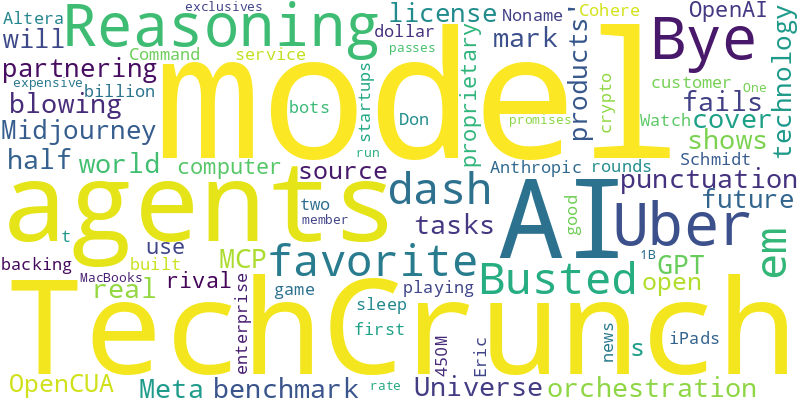 Altera exclusives license Noname Cohere OpenAI
will Reasoning dollar mark Bye
Command service passes
partnering expensive billion startups proprietary products' crypto customer One technology
blowing bots model Don promises fails cover
Midjourney Watch shows
half world computer run Anthropic rounds Schmidt
source dash punctuation
agents two tasks AI good Uber future
t member
use em
backing MacBooks built MCP favorite Busted 1B GPT
real rival game playing open
enterprise sleep
TechCrunch first 450M Eric news s iPads
OpenCUA Meta benchmark rate Universe orchestration